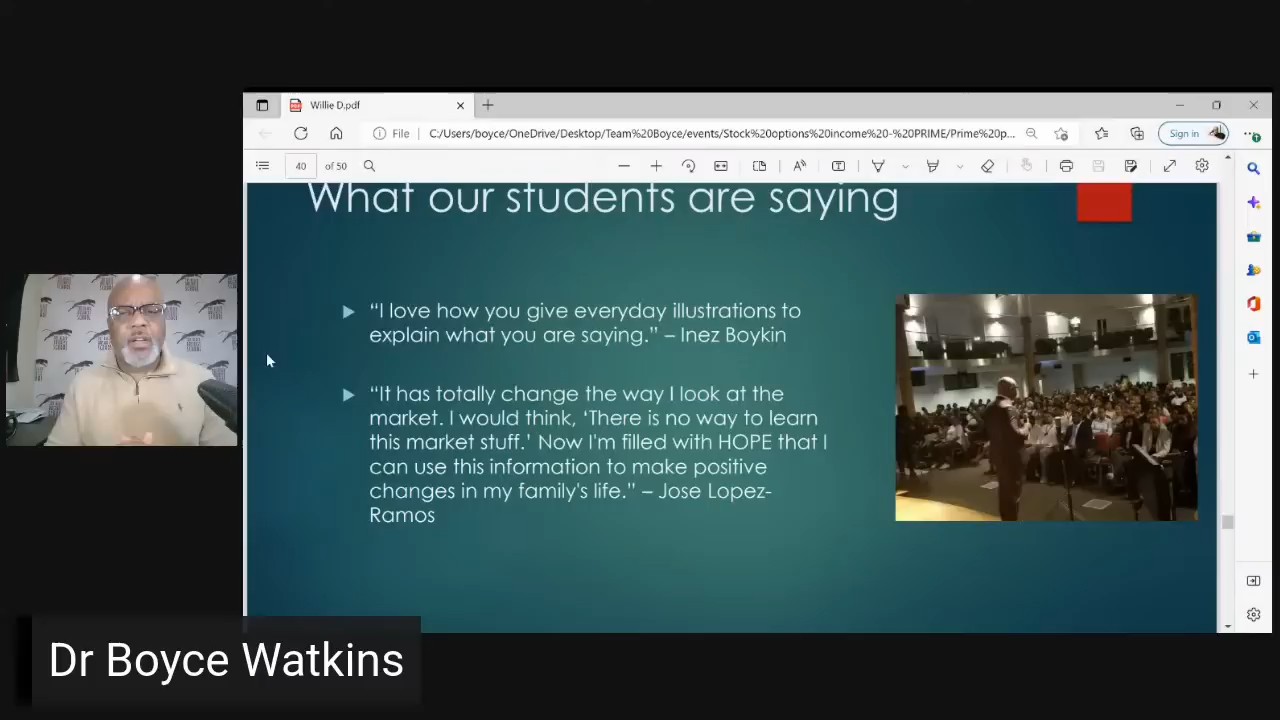 Willie D.pdf
File
C:/Users/boyce/OneDrive/Desktop/Team%20Boyce/events/Stock%20options%20income%20-%20PRIME/Prime%20p...
Sign in
40
of 50
What our students are saying
“I love how you give everyday illustrations to
explain what you are saying.” – Inez Boykin
“It has totally change the way I look at the
market. I would think, ‘There is no way to learn
this market stuff.’ Now I'm filled with HOPE that I
can use this information to make positive
changes in my family's life.” – Jose Lopez-
Ramos
Dr Boyce Watkins